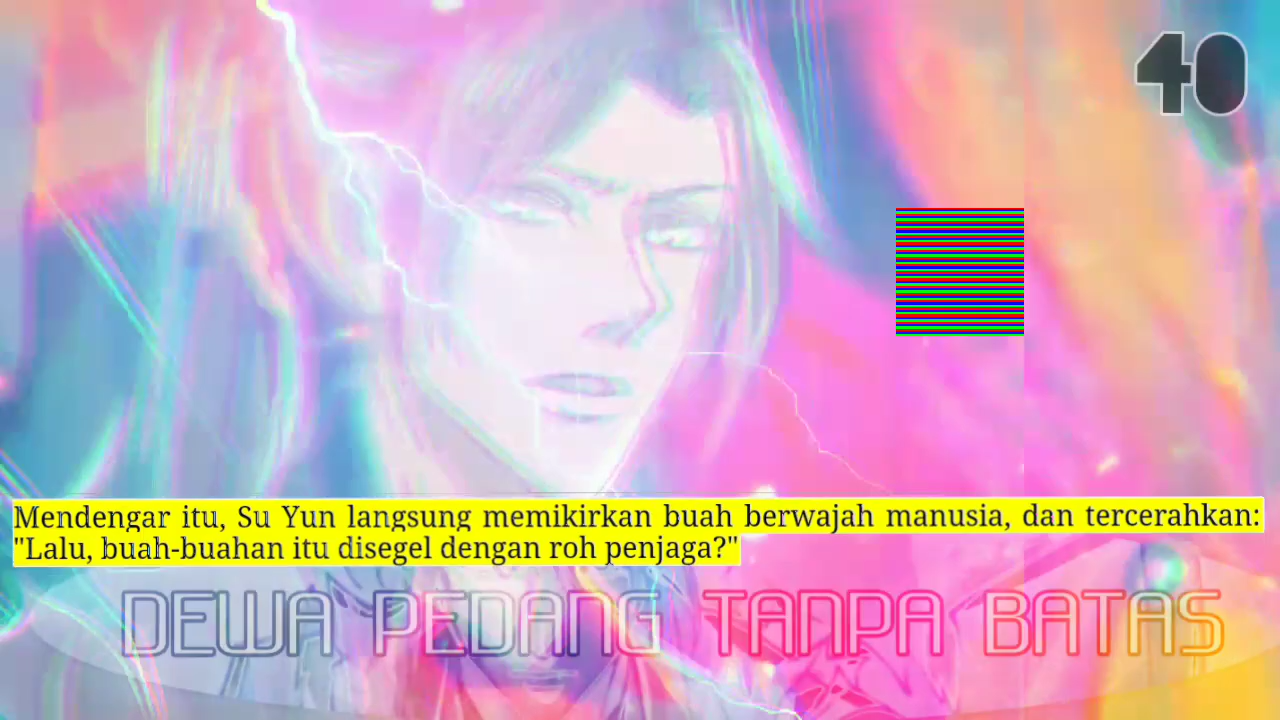 40
Mendengar itu, Su Yun langsung memikirkan buah berwajah manusia, dan tercerahkan:
"Lalu, buah-buahan itu disegel dengan roh penjaga?"
DEWA PEDANG TANPA BATAS